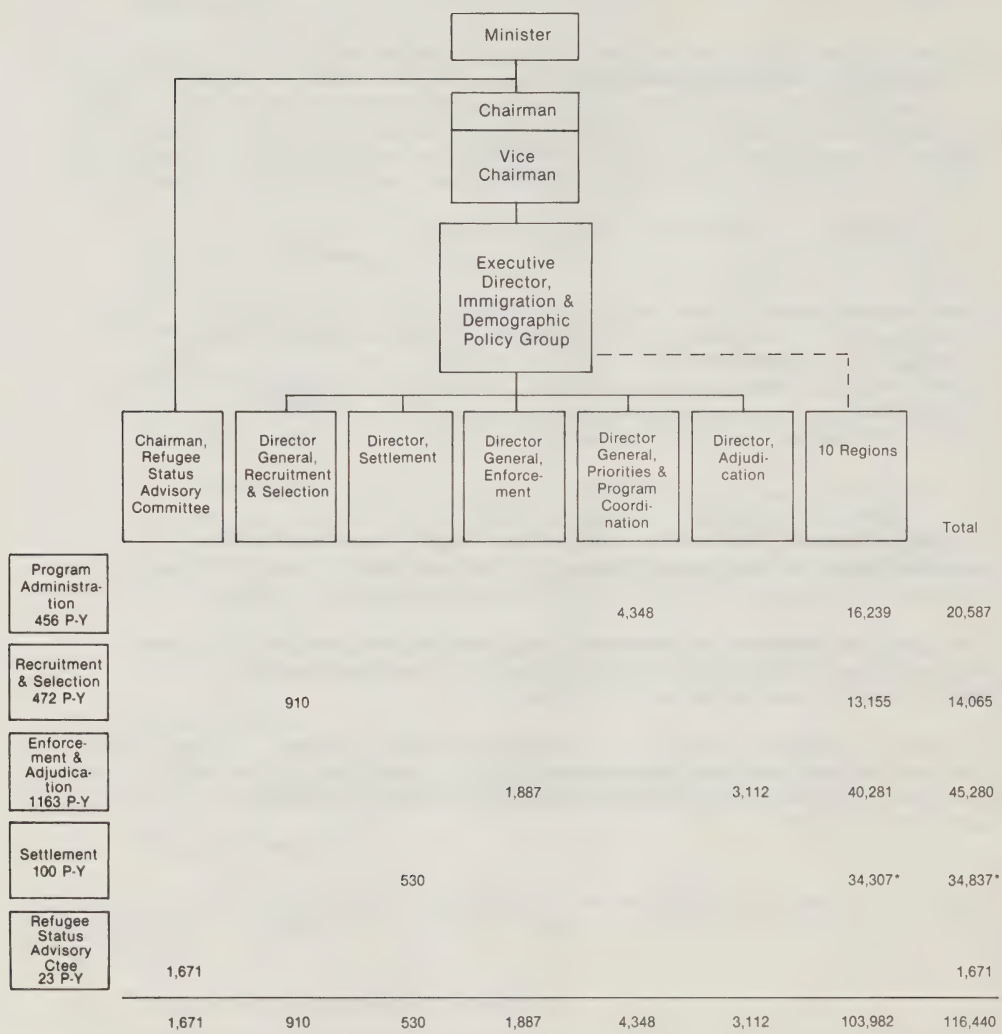 Minister
Chairman
Vice
Chairman
Executive
Director,
Immigration &
Demographic
Policy Group
Chairman,
Refugee
Status
Advisory
Committee
Director
General,
Recruitment
& Selection
Director,
Settlement
Director
General,
Enforce-
ment
Director
General,
Priorities &
Program
Coordi-
nation
Director,
Adjudi-
cation
10 Regions
Total
Program
Administra-
tion
456 P-Y
4,348 16,239 20,587
Recruitment
& Selection
472 P-Y
910 13,155 14,065
Enforce-
ment &
Adjudica-
tion
1163 P-Y
1,887 3,112 40,281 45,280
Settlement
100 P-Y
530 34,307* 34,837*
Refugee
Status
Advisory
Ctee
23 P-Y
1,671 1,671
1,671 910 530 1,887 4,348 3,112 103,982 116,440